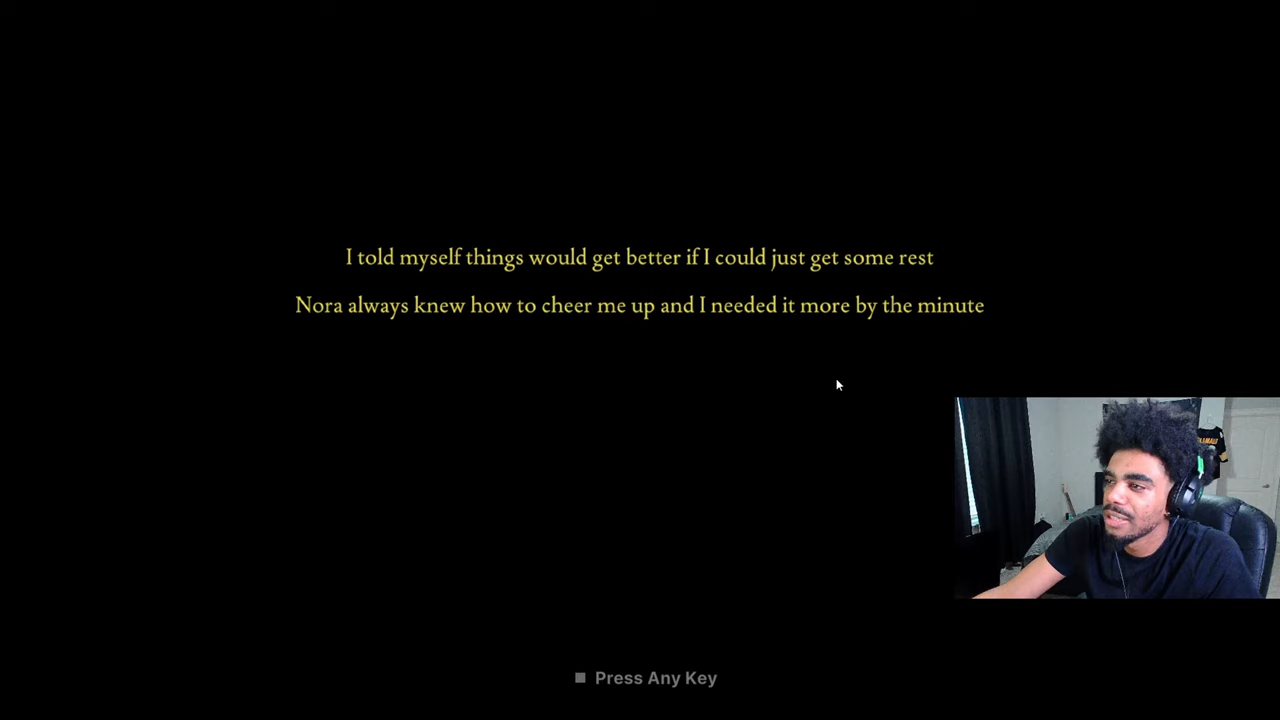 I told myself things would get better if I could just get some rest
Nora always knew how to cheer me up and I needed it more by the minute
Press Any Key